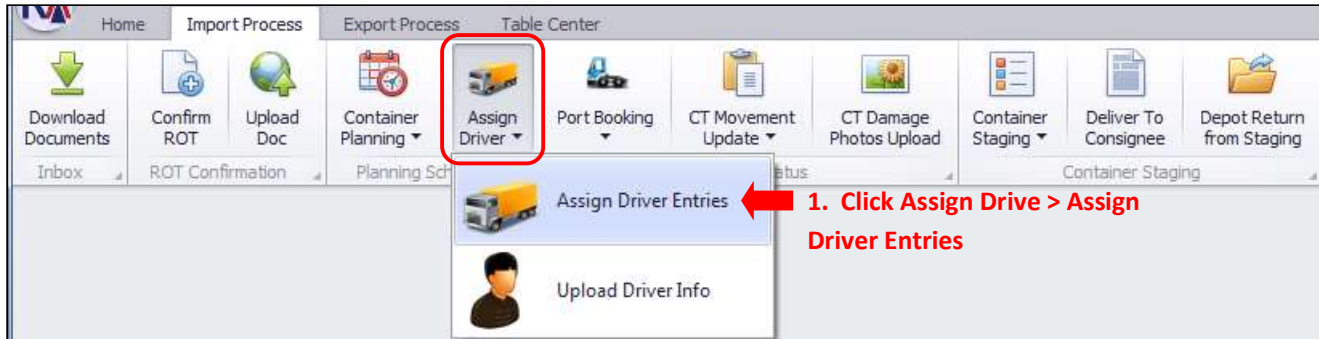 Home Import Process Export Process Table Center
Download Documents
Confirm ROT
Upload Doc
Container Planning
Assign Driver
Port Booking
CT Movement Update
CT Damage Photos Upload
Container Staging
Deliver To Consignee
Depot Return from Staging
Inbox ROT Confirmation Planning Container Staging
Assign Driver Entries
1. Click Assign Drive > Assign
Driver Entries
Upload Driver Info